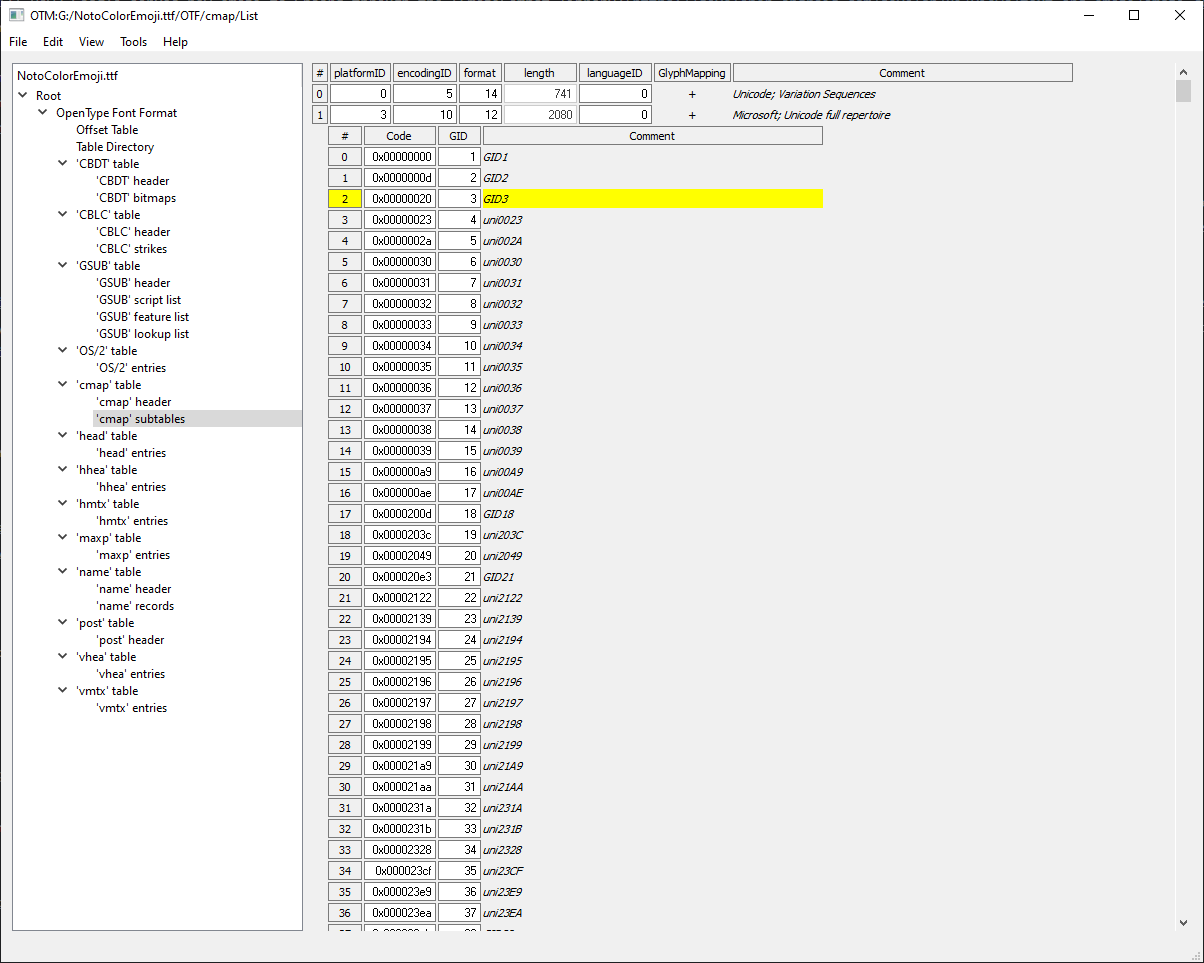 OTM:G:/NotoColorEmoji.ttf/OTF/cmap/List
File Edit View Tools Help
NotoColorEmoji.ttf
Root
OpenType Font Format
Offset Table
Table Directory
'CBDT' table
'CBDT' header
'CBDT' bitmaps
'CBLC' table
'CBLC' header
'CBLC' strikes
'GSUB' table
'GSUB' header
'GSUB' script list
'GSUB' feature list
'GSUB' lookup list
'OS/2' table
'OS/2' entries
'cmap' table
'cmap' header
'cmap' subtables
'head' table
'head' entries
'hhea' table
'hhea' entries
'hmtx' table
'hmtx' entries
'maxp' table
'maxp' entries
'name' table
'name' header
'name' records
'post' table
'post' header
'vhea' table
'vhea' entries
'vmtx' table
'vmtx' entries
# platformID encodingID format length languageID GlyphMapping Comment
0 0 5 14 741 0 + Unicode; Variation Sequences
1 3 10 12 2080 0 + Microsoft; Unicode full repertoire
# Code GID Comment
0 0x00000000 1 GID1
1 0x0000000d 2 GID2
2 0x00000020 3 GID3
3 0x00000023 4 uni0023
4 0x0000002a 5 uni002A
5 0x00000030 6 uni0030
6 0x00000031 7 uni0031
7 0x00000032 8 uni0032
8 0x00000033 9 uni0033
9 0x00000034 10 uni0034
10 0x00000035 11 uni0035
11 0x00000036 12 uni0036
12 0x00000037 13 uni0037
13 0x00000038 14 uni0038
14 0x00000039 15 uni0039
15 0x000000a9 16 uni00A9
16 0x000000ae 17 uni00AE
17 0x0000200d 18 GID18
18 0x0000203c 19 uni203C
19 0x00002049 20 uni2049
20 0x000020e3 21 GID21
21 0x00002122 22 uni2122
22 0x00002139 23 uni2139
23 0x00002194 24 uni2194
24 0x00002195 25 uni2195
25 0x00002196 26 uni2196
26 0x00002197 27 uni2197
27 0x00002198 28 uni2198
28 0x00002199 29 uni2199
29 0x000021a9 30 uni21A9
30 0x000021aa 31 uni21AA
31 0x0000231a 32 uni231A
32 0x0000231b 33 uni231B
33 0x00002328 34 uni2328
34 0x000023cf 35 uni23CF
35 0x000023e9 36 uni23E9
36 0x000023ea 37 uni23EA